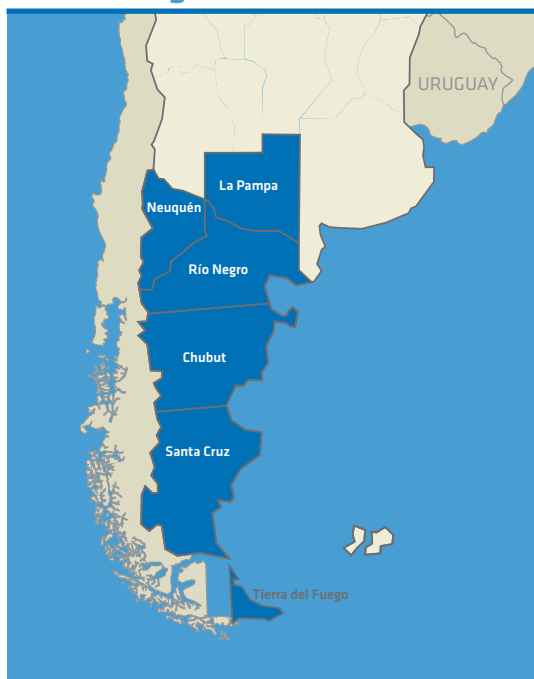 URUGUAY
La Pampa
Neuquén
Río Negro
Chubut
Santa Cruz
Tierra del Fuego